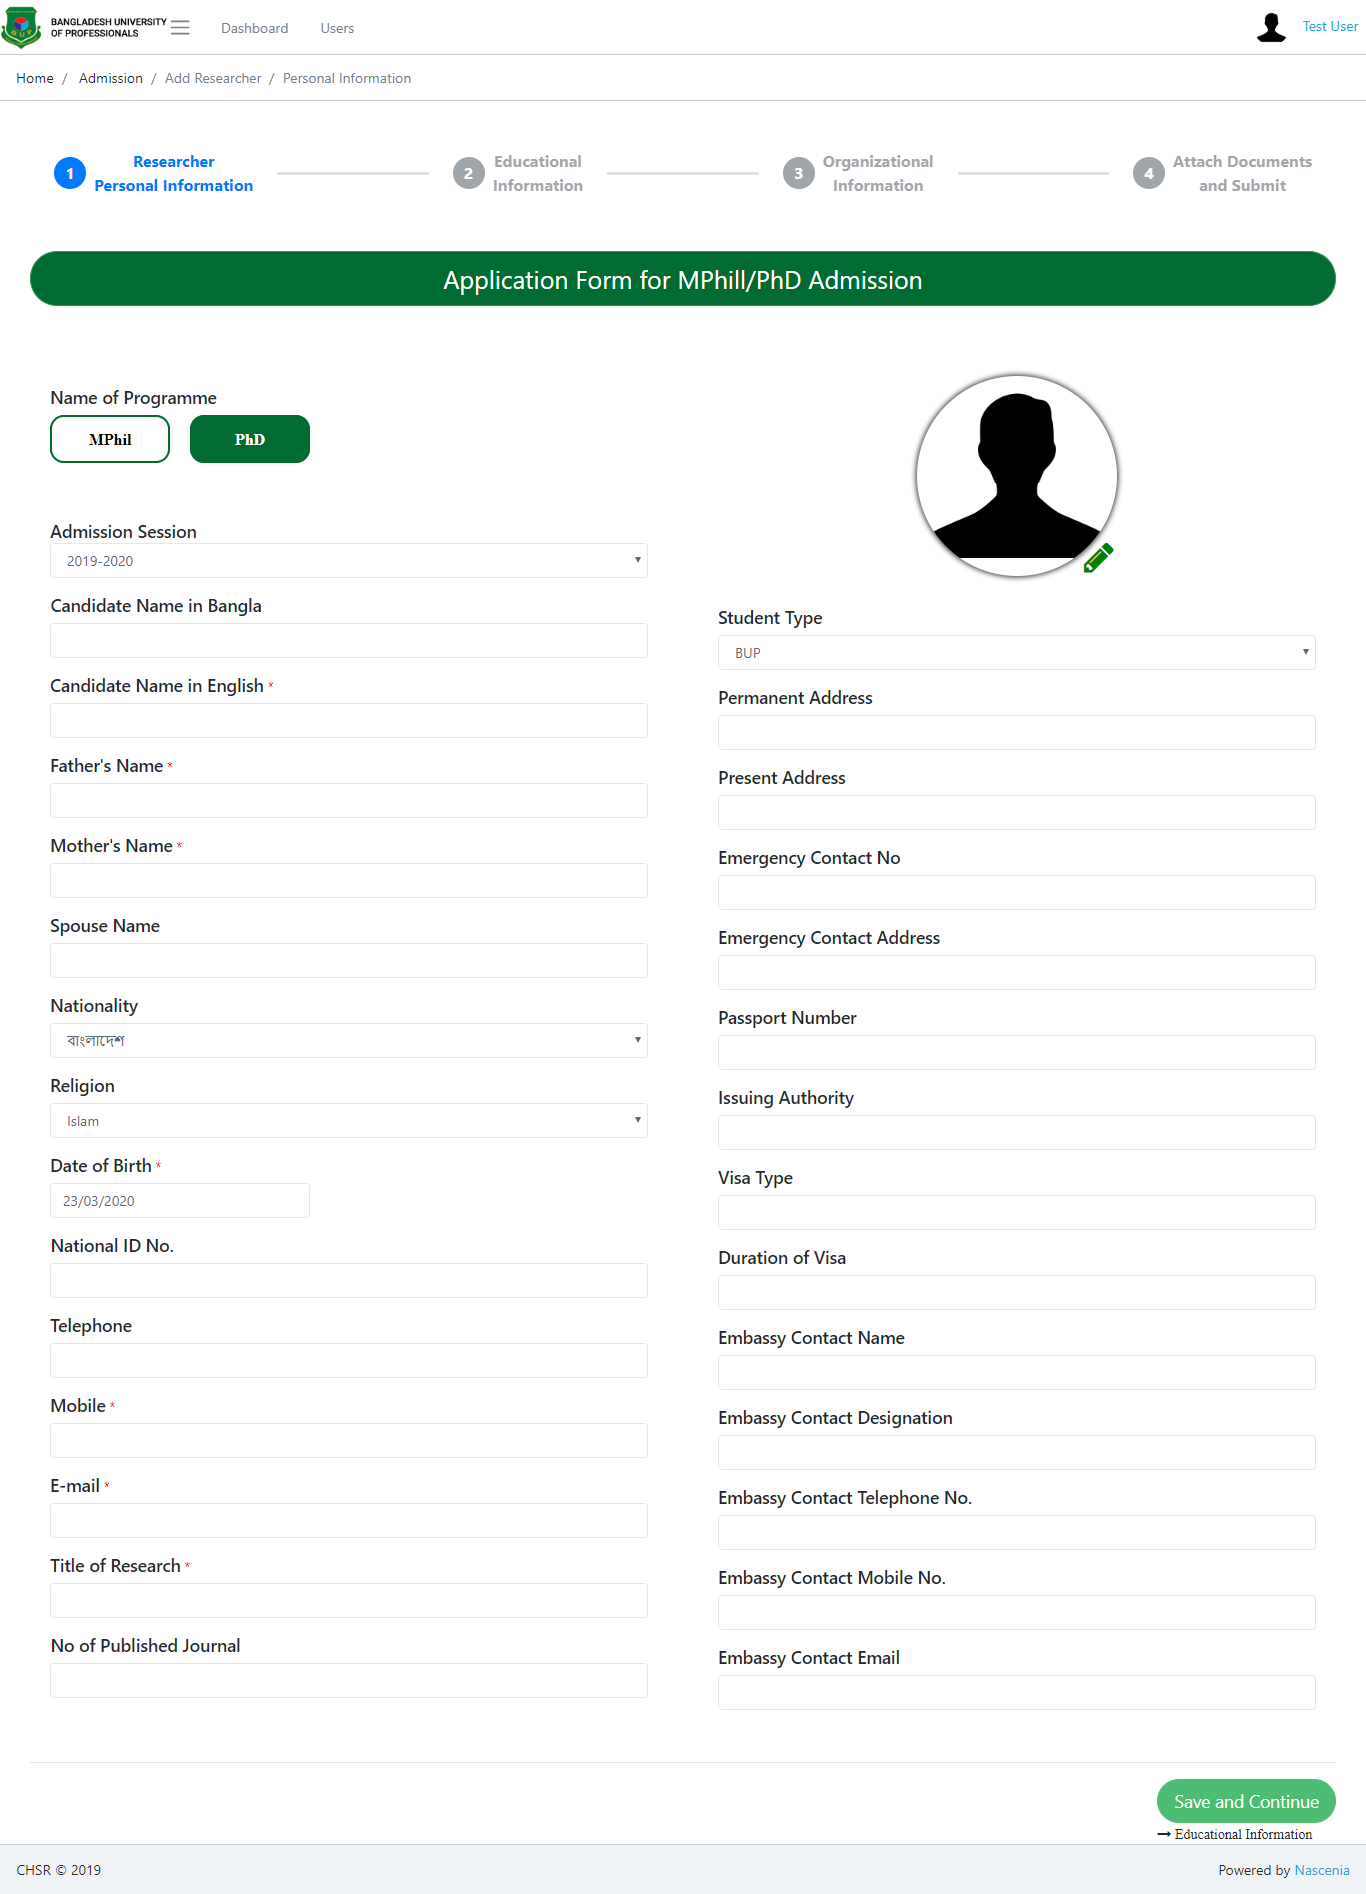 BANGLADESH UNIVERSITY
OF PROFESSIONALS
Dashboard
Users
Test User
Home / Admission / Add Researcher / Personal Information
1
Researcher
Personal Information
2
Educational
Information
3
Organizational
Information
4
Attach Documents
and Submit
Application Form for MPhill/PhD Admission
Name of Programme
MPhil
PhD
Admission Session
2019-2020
Candidate Name in Bangla
Candidate Name in English *
Father's Name *
Mother's Name *
Spouse Name
Nationality
বাংলাদেশ
Religion
Islam
Date of Birth *
23/03/2020
National ID No.
Telephone
Mobile *
E-mail *
Title of Research *
No of Published Journal
Student Type
BUP
Permanent Address
Present Address
Emergency Contact No
Emergency Contact Address
Passport Number
Issuing Authority
Visa Type
Duration of Visa
Embassy Contact Name
Embassy Contact Designation
Embassy Contact Telephone No.
Embassy Contact Mobile No.
Embassy Contact Email
Save and Continue
→ Educational Information
CHSR © 2019
Powered by Nascenia